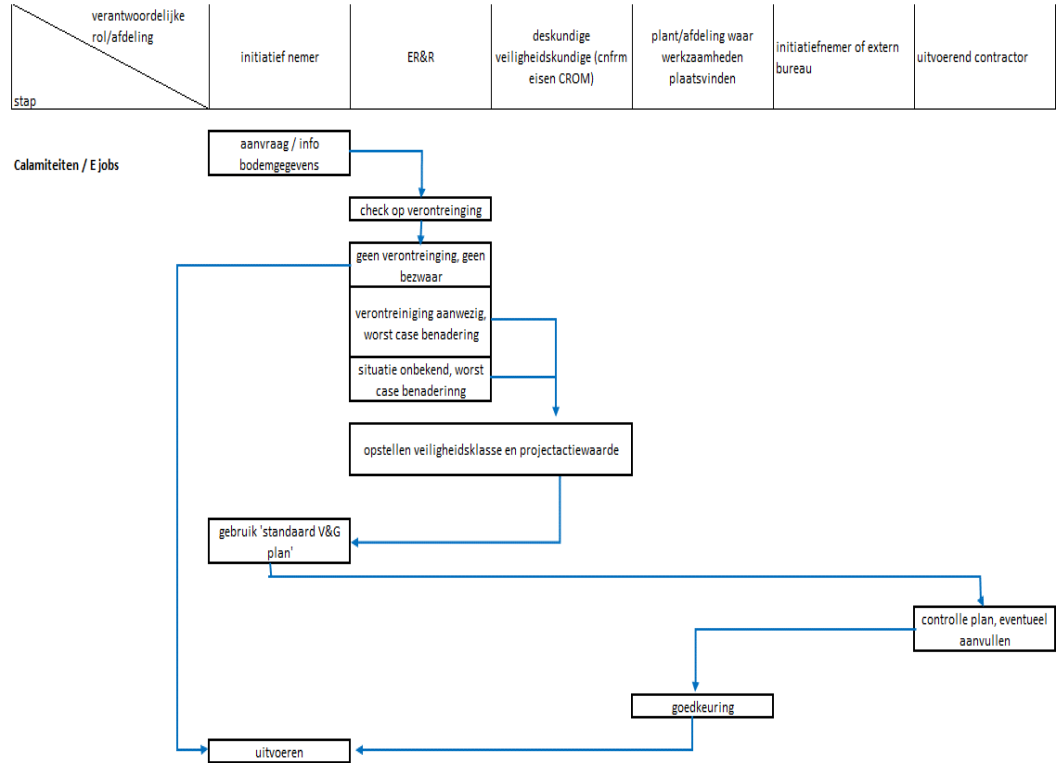 verantwoordelijke
rol/afdeling
stap
initiatief nemer
ER&R
deskundige
veiligheidskundige (cnfrm
eisen CROM)
plant/afdeling waar
werkzaamheden
plaatsvinden
initiatiefnemer of extern
bureau
uitvoerend contractor
Calamiteiten / E jobs
aanvraag / info
bodemgegevens
check op verontreinging
geen verontreinging, geen
bezwaar
verontreiniging aanwezig,
worst case benadering
situatie onbekend, worst
case benaderinng
opstellen veiligheidsklasse en projectactiewaarde
gebruik 'standaard V&G
plan'
controlle plan, eventueel
aanvullen
goedkeuring
uitvoeren